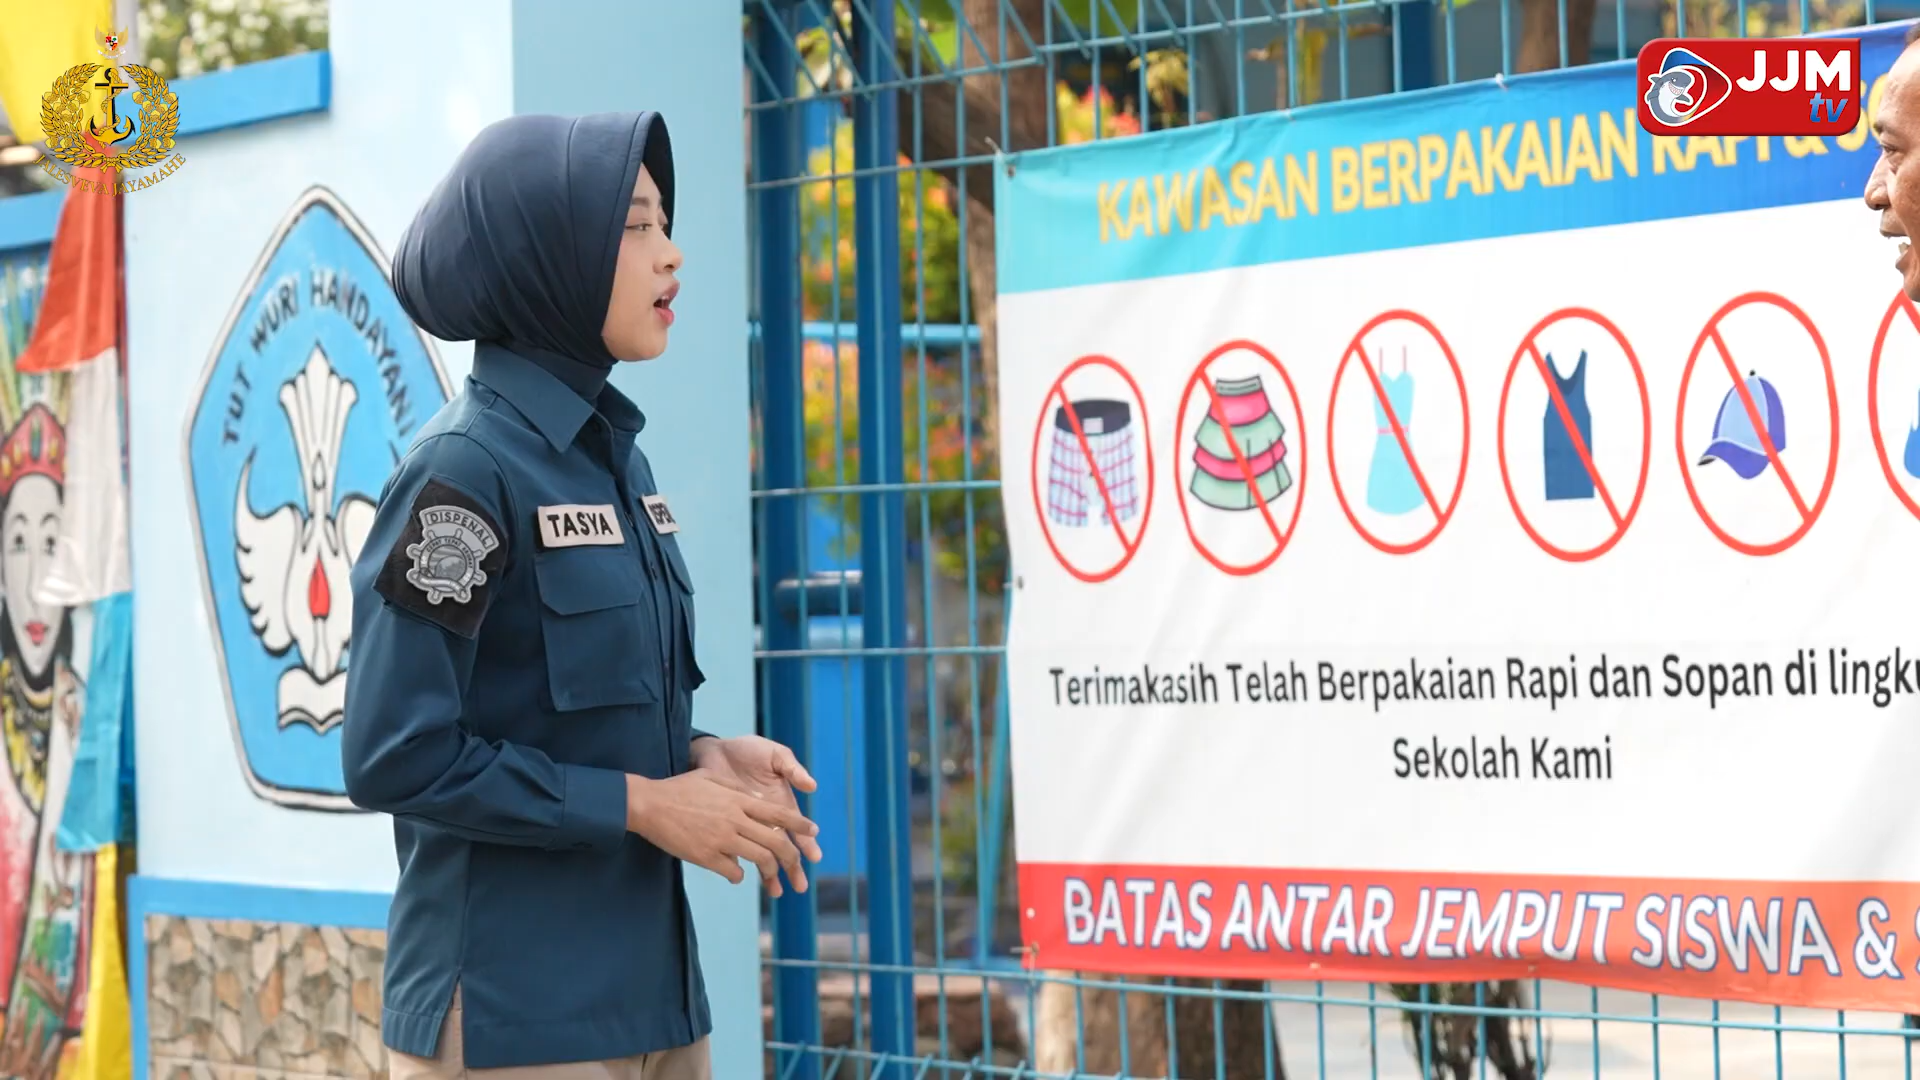 JALESVEVA JAYAMAHE
JJM
tv
KAWASAN BERPAKAIAN RAPI &
TUT WURI HANDAYANI
DISPENAL
TASYA
Terimakasih Telah Berpakaian Rapi dan Sopan di
Sekolah Kami
BATAS ANTAR JEMPUT SISWA &